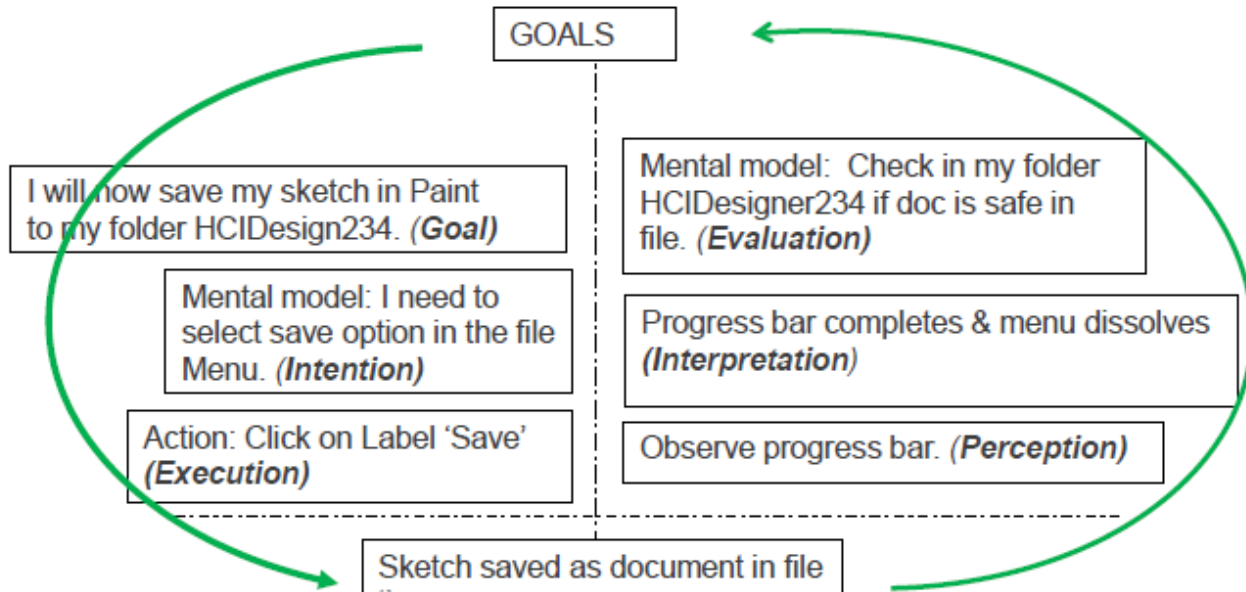 GOALS
I will now save my sketch in Paint
to my folder HCIDesign234. (Goal)
Mental model: I need to
select save option in the file
Menu. (Intention)
Action: Click on Label ‘Save’
(Execution)
Mental model:  Check in my folder
HCIDesigner234 if doc is safe in
file. (Evaluation)
Progress bar completes & menu dissolves
(Interpretation)
Observe progress bar. (Perception)
Sketch saved as document in file